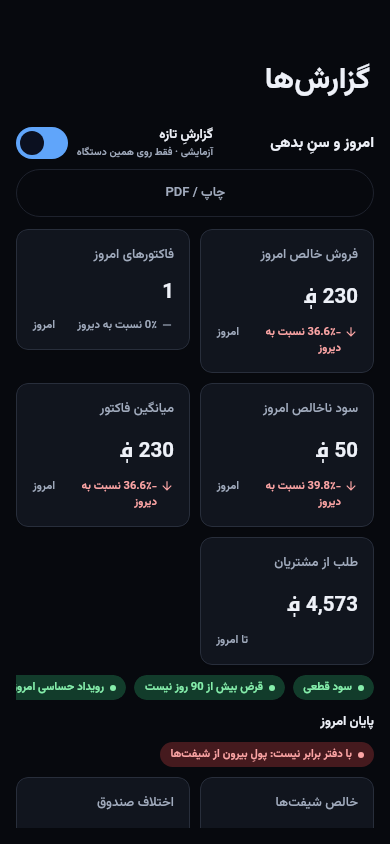 گزارش‌ها
امروز و سنِ بدهی
گزارشِ تازه
آزمایشی · فقط روی همین دستگاه
چاپ / PDF
فروش خالص امروز
230 ؋
↓ -36.6٪ نسبت به دیروز
امروز
فاکتورهای امروز
1
— 0٪ نسبت به دیروز
امروز
سود ناخالص امروز
50 ؋
↓ -39.8٪ نسبت به دیروز
امروز
میانگین فاکتور
230 ؋
↓ -36.6٪ نسبت به دیروز
امروز
طلب از مشتریان
4,573 ؋
تا امروز
سود قطعی
قرض بیش از 90 روز نیست
رویداد حساسی امروز
پایان امروز
با دفتر برابر نیست: پولِ بیرون از شیفت‌ها
خالص شیفت‌ها
اختلاف صندوق